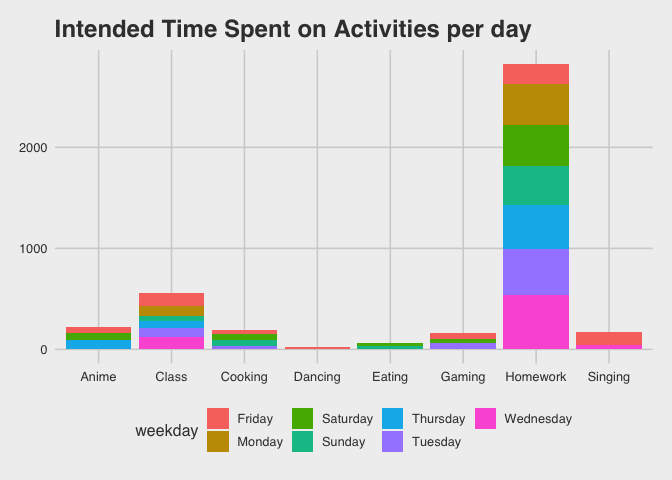 Intended Time Spent on Activities per day
2000
1000
0
Anime Class Cooking Dancing Eating Gaming Homework Singing
weekday
Friday Saturday Thursday Wednesday
Monday Sunday Tuesday